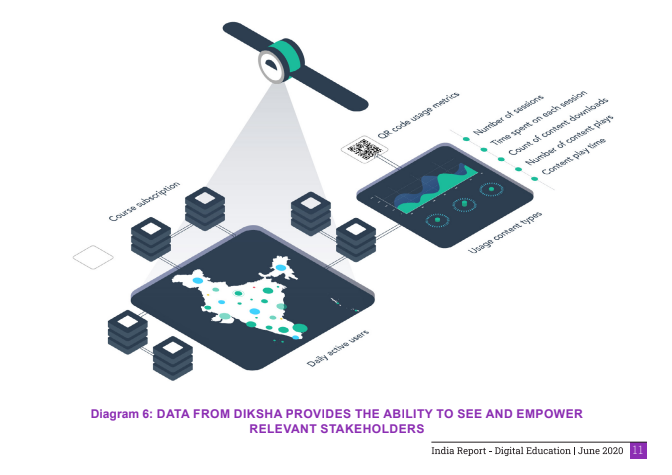 QR code usage metrics
Number of sessions
Time spent on each session
Count of content downloads
Number of content plays
Content play time
Course subscription
Usage content types
Daily active users
Diagram 6: DATA FROM DIKSHA PROVIDES THE ABILITY TO SEE AND EMPOWER
RELEVANT STAKEHOLDERS
India Report - Digital Education | June 2020 11